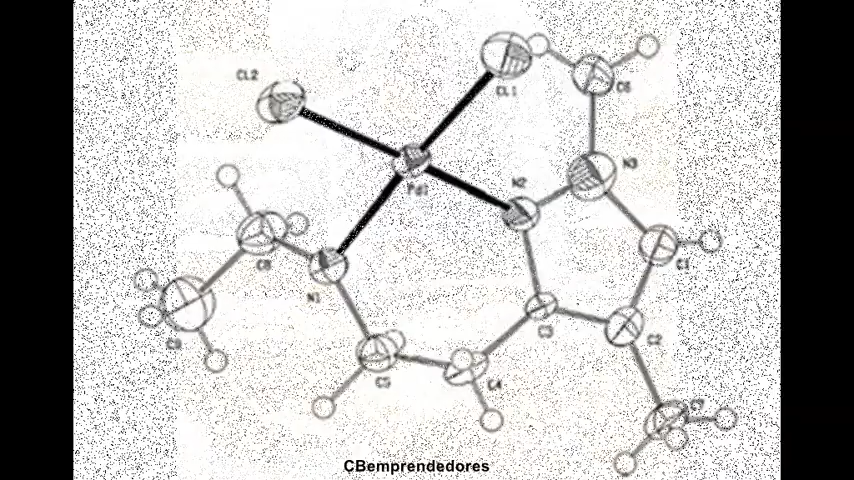 CL2
CL1
C6
N3
Pd1
N2
C8
C1
N1
C3
C2
C9
C5
C4
C7
CBemprendedores